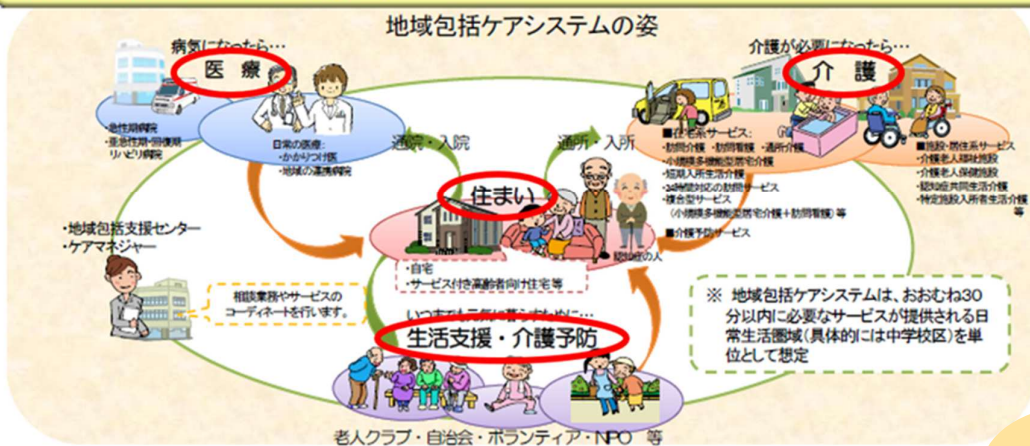 地域包括ケアシステムの姿
病気になったら…
医 療
・急性期病院
・亜急性期・回復期
リハビリ病院
日常の医療:
・かかりつけ医
・地域の連携病院
通院・入院
介護が必要になったら…
介 護
通所・入所
■在宅系サービス:
・訪問介護 ・訪問看護 ・通所介護
・小規模多機能型居宅介護
・短期入所生活介護
・24時間対応の訪問サービス
・複合型サービス
(小規模多機能型居宅介護+訪問看護)等
■介護予防サービス
■施設・居住系サービス
・介護老人福祉施設
・介護老人保健施設
・認知症共同生活介護
・特定施設入所者生活介護
等
住まい
認知症の人
・自宅
・サービス付き高齢者向け住宅等
・地域包括支援センター
・ケアマネジャー
相談業務やサービスの
コーディネートを行います。
いつまでも元気に暮らすために…
生活支援・介護予防
老人クラブ・自治会・ボランティア・NPO 等
※ 地域包括ケアシステムは、おおむね30
分以内に必要なサービスが提供される日
常生活圏域(具体的には中学校区)を単
位として想定